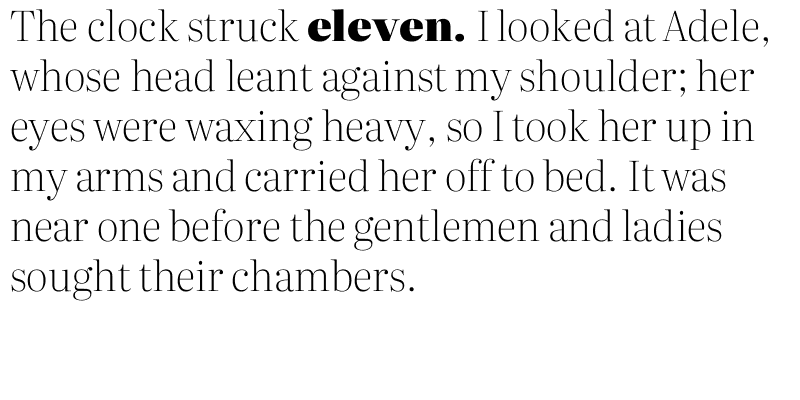 The clock struck eleven. I looked at Adele,
whose head leant against my shoulder; her
eyes were waxing heavy, so I took her up in
my arms and carried her off to bed. It was
near one before the gentlemen and ladies
sought their chambers.